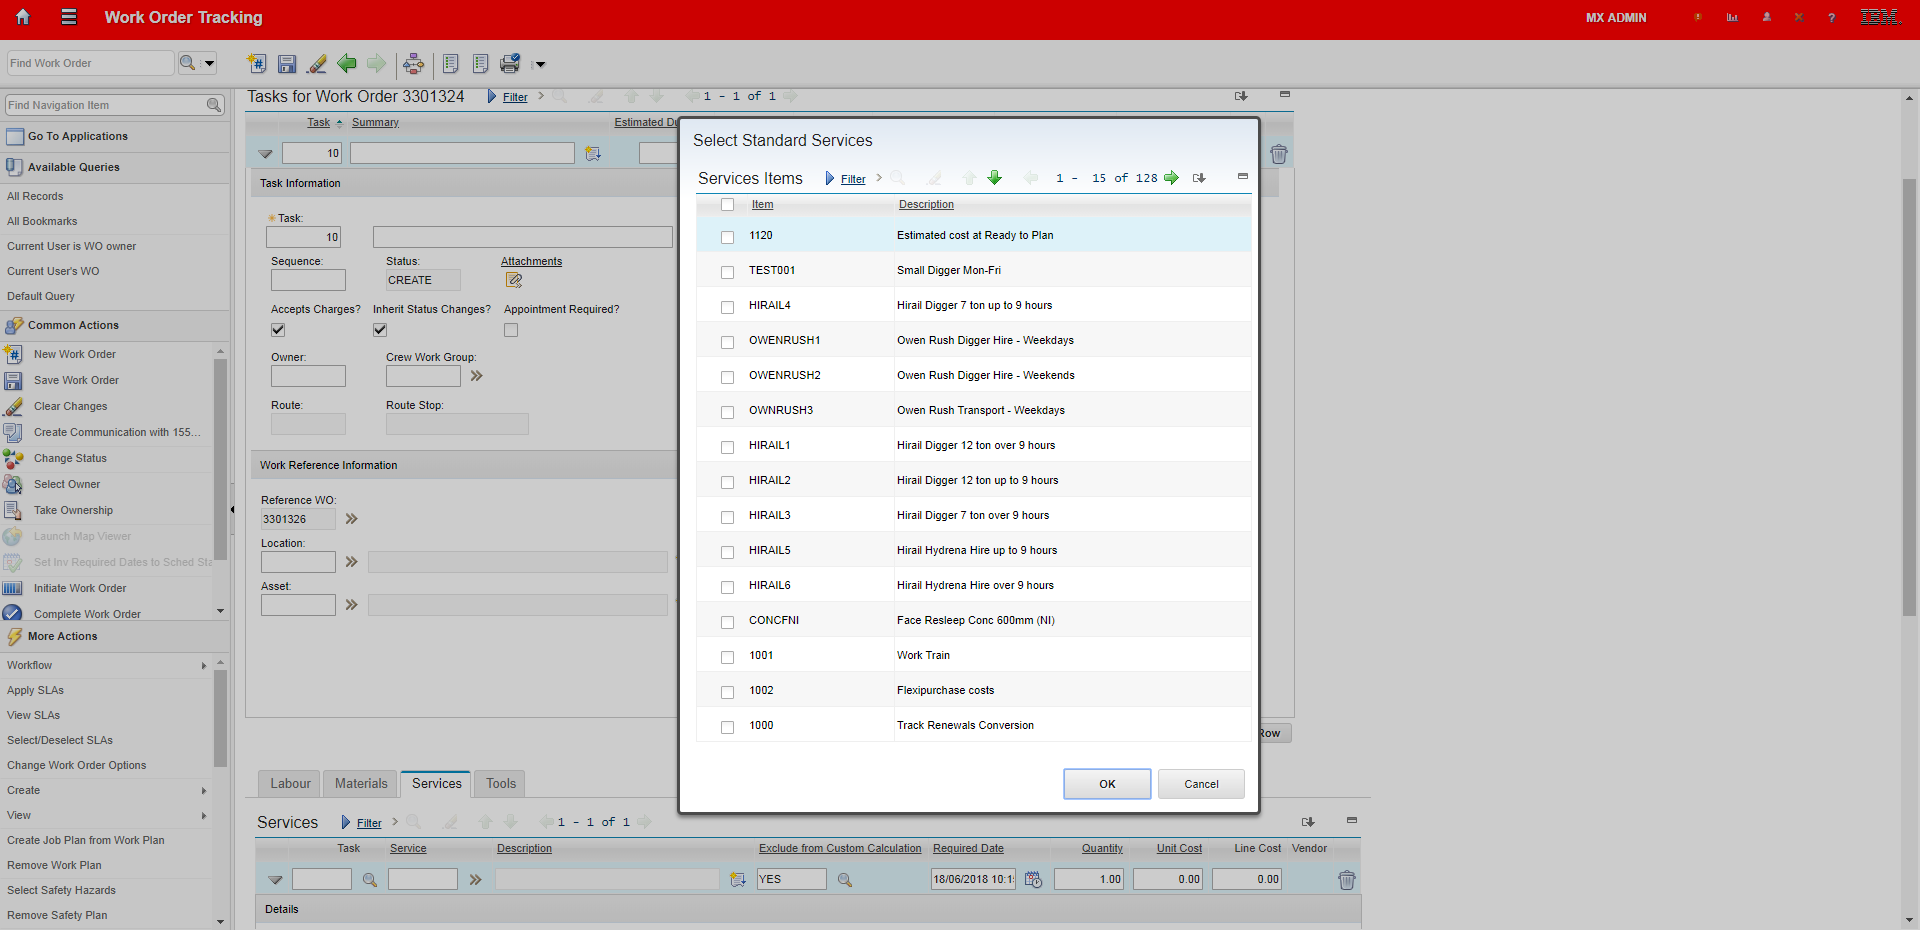 Work Order Tracking
MX ADMIN
?
IBM
Find Work Order
Find Navigation Item
Go To Applications
Available Queries
All Records
All Bookmarks
Current User is WO owner
Current User's WO
Default Query
Common Actions
New Work Order
Save Work Order
Clear Changes
Create Communication with 155...
Change Status
Select Owner
Take Ownership
Launch Map Viewer
Set Inv Required Dates to Sched Sta
Initiate Work Order
Complete Work Order
More Actions
Workflow
Apply SLAs
View SLAs
Select/Deselect SLAs
Change Work Order Options
Create
View
Create Job Plan from Work Plan
Remove Work Plan
Select Safety Hazards
Remove Safety Plan
Tasks for Work Order 3301324 Filter > 1 - 1 of 1
Task Summary Estimated Du
10
Task Information
Task:
10
Sequence: Status: Attachments
CREATE
Accepts Charges? Inherit Status Changes? Appointment Required?
Owner: Crew Work Group:
Route: Route Stop:
Work Reference Information
Reference WO:
3301326
Location:
Asset:
Row
Select Standard Services
Services Items Filter > 1 - 15 of 128
Item Description
1120 Estimated cost at Ready to Plan
TEST001 Small Digger Mon-Fri
HIRAIL4 Hirail Digger 7 ton up to 9 hours
OWENRUSH1 Owen Rush Digger Hire - Weekdays
OWENRUSH2 Owen Rush Digger Hire - Weekends
OWNRUSH3 Owen Rush Transport - Weekdays
HIRAIL1 Hirail Digger 12 ton over 9 hours
HIRAIL2 Hirail Digger 12 ton up to 9 hours
HIRAIL3 Hirail Digger 7 ton over 9 hours
HIRAIL5 Hirail Hydrena Hire up to 9 hours
HIRAIL6 Hirail Hydrena Hire over 9 hours
CONCFNI Face Resleep Conc 600mm (NI)
1001 Work Train
1002 Flexipurchase costs
1000 Track Renewals Conversion
OK Cancel
Labour Materials Services Tools
Services Filter > 1 - 1 of 1
Task Service Description Exclude from Custom Calculation Required Date Quantity Unit Cost Line Cost Vendor
YES 18/06/2018 10:1 1.00 0.00 0.00
Details